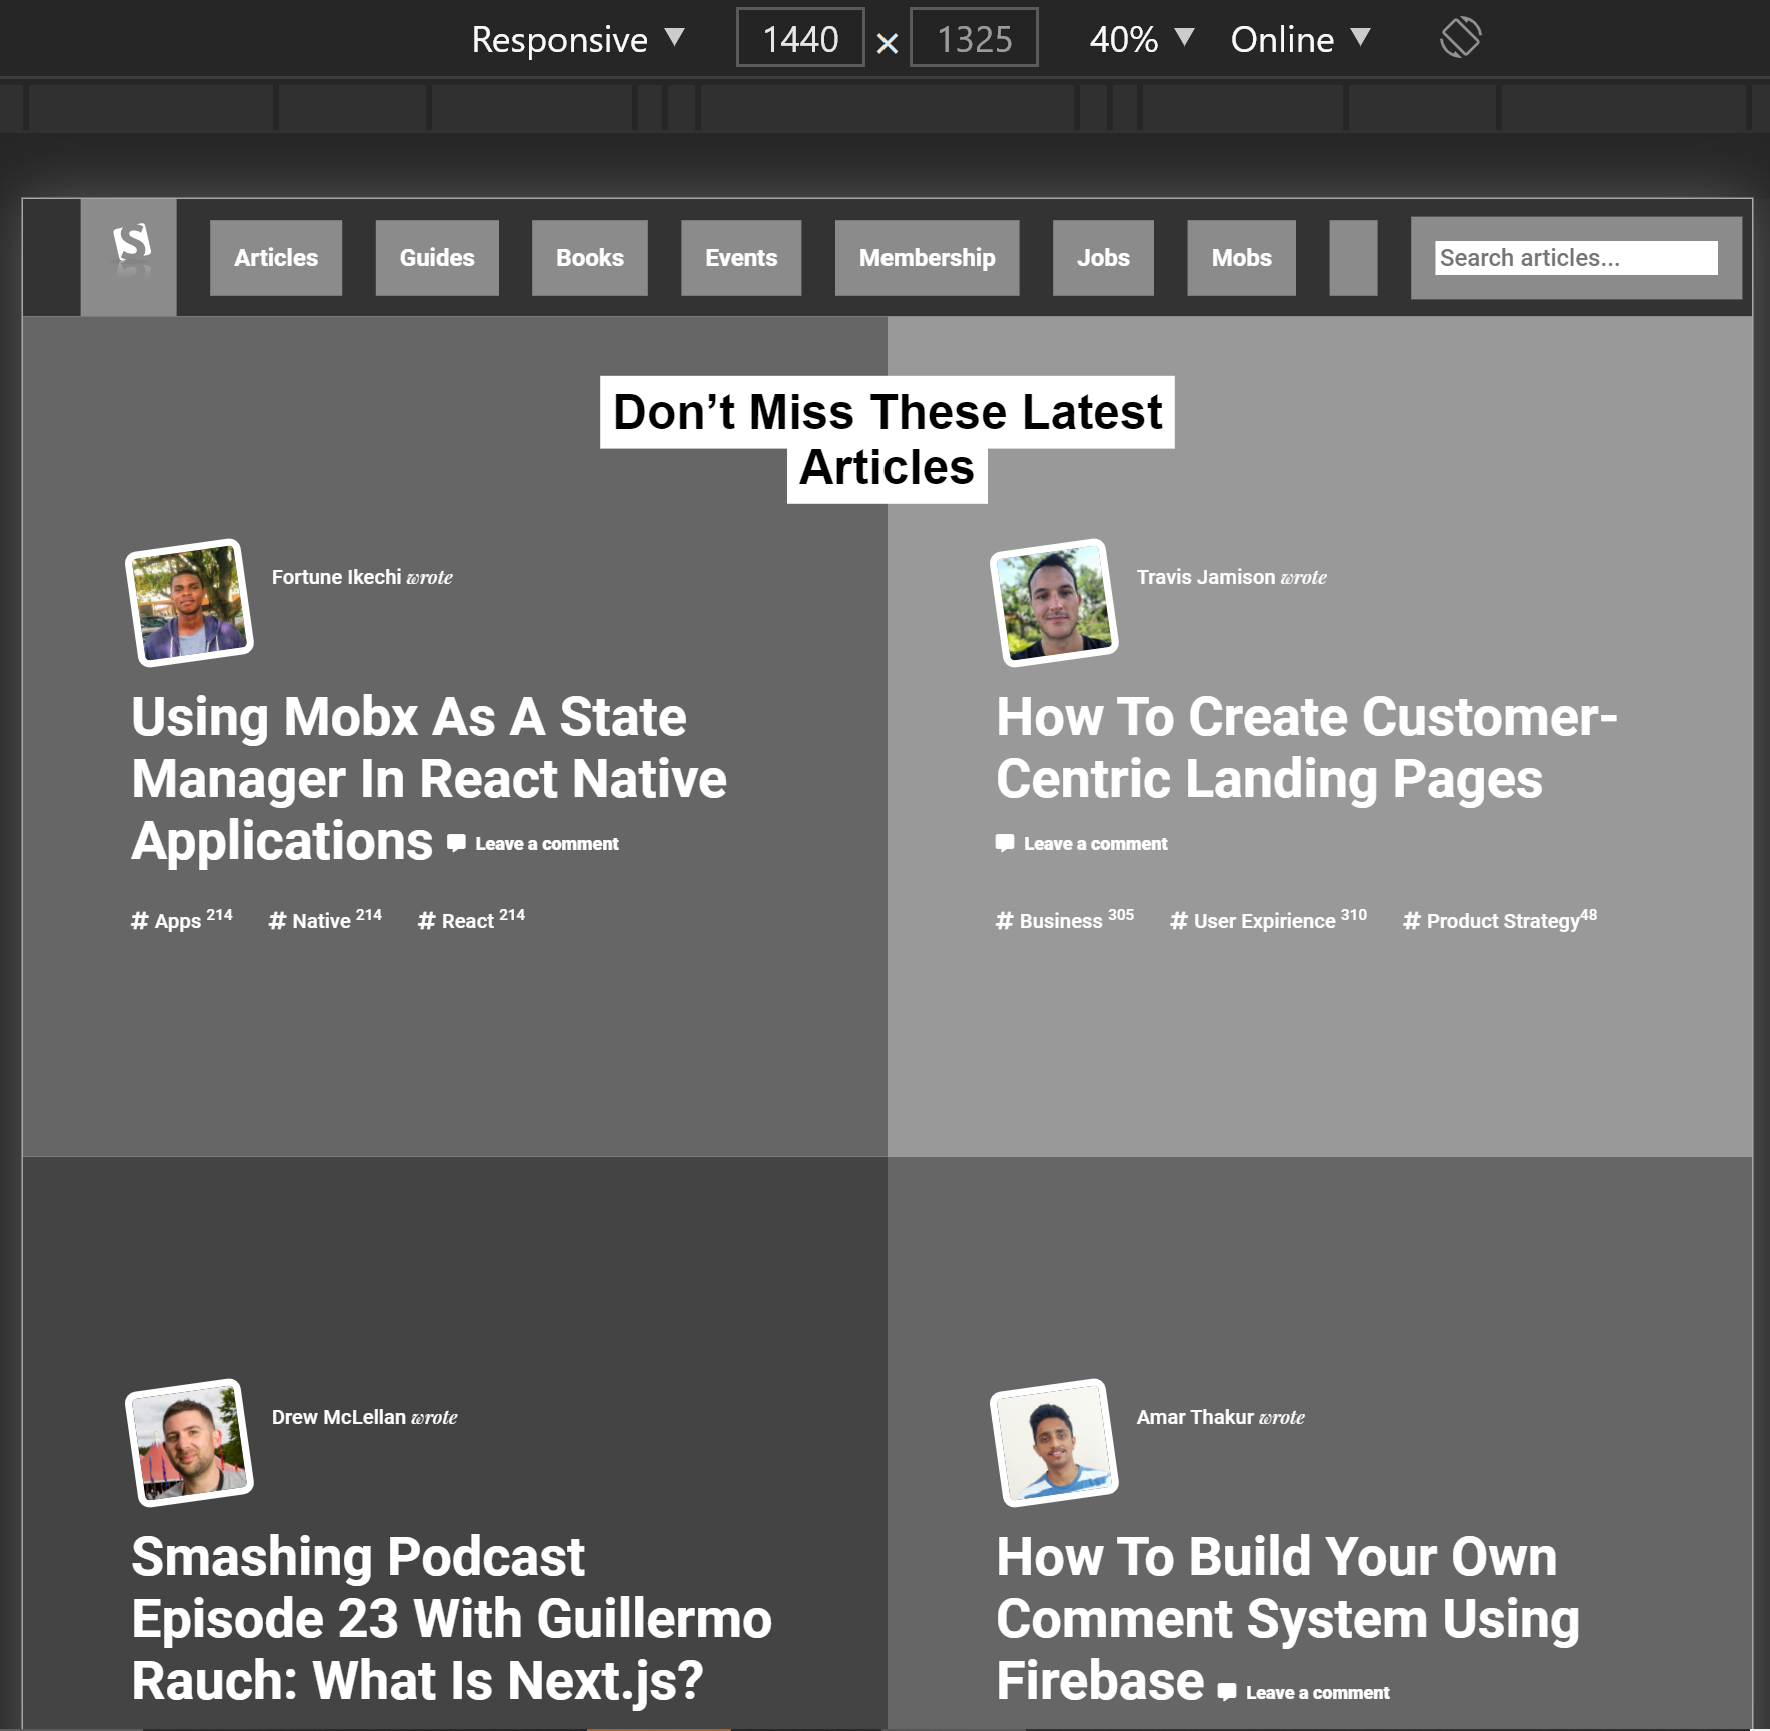 Responsive ▼ 1440 × 1325 40% ▼ Online ▼
S
Articles Guides Books Events Membership Jobs Mobs Search articles...
Don’t Miss These Latest
Articles
Fortune Ikechi wrote
Using Mobx As A State
Manager In React Native
Applications Leave a comment
# Apps 214 # Native 214 # React 214
Travis Jamison wrote
How To Create Customer-
Centric Landing Pages
Leave a comment
# Business 305 # User Expirience 310 # Product Strategy48
Drew McLellan wrote
Smashing Podcast
Episode 23 With Guillermo
Rauch: What Is Next.js?
Amar Thakur wrote
How To Build Your Own
Comment System Using
Firebase Leave a comment